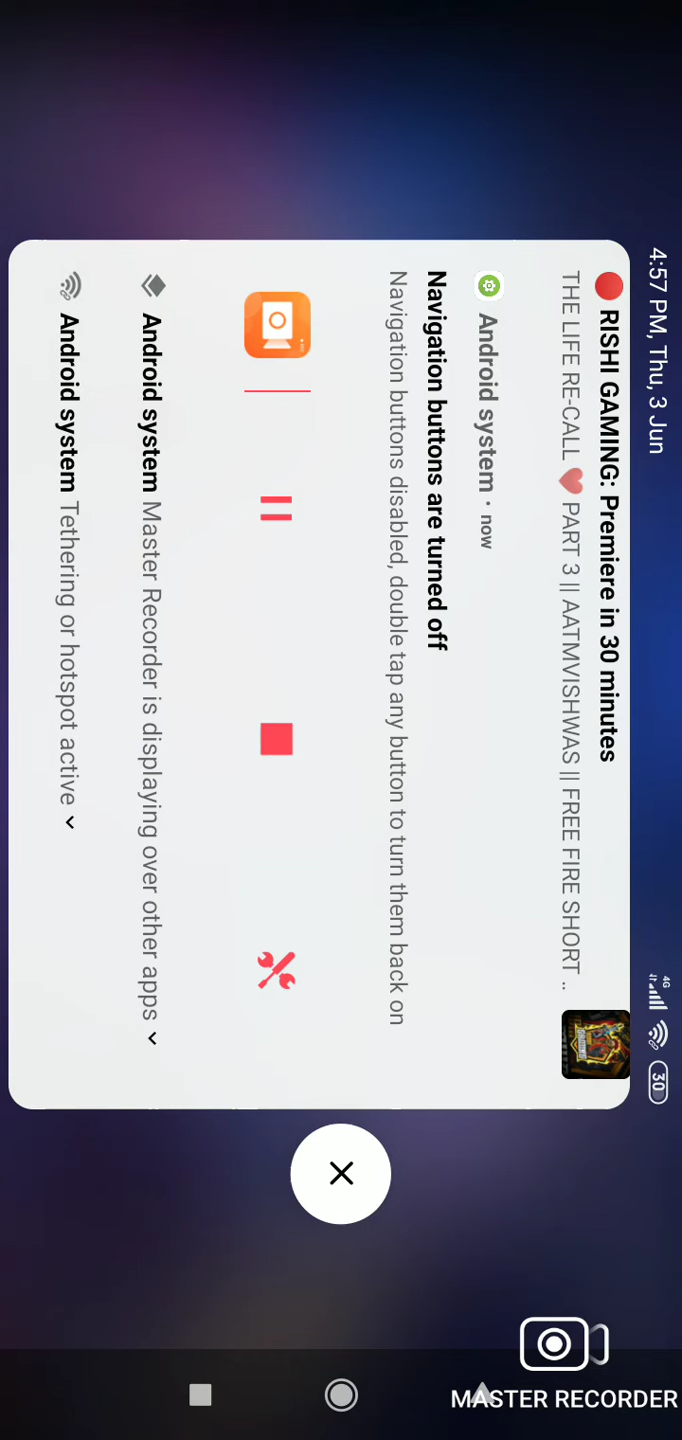 4:57 PM, Thu, 3 Jun
4G
30
RISHI GAMING: Premiere in 30 minutes
THE LIFE RE-CALL ❤️ PART 3 || AATMVISHWAS || FREE FIRE SHORT ..
Android system • now
Navigation buttons are turned off
Navigation buttons disabled, double tap any button to turn them back on
Android system Master Recorder is displaying over other apps
Android system Tethering or hotspot active
MASTER RECORDER